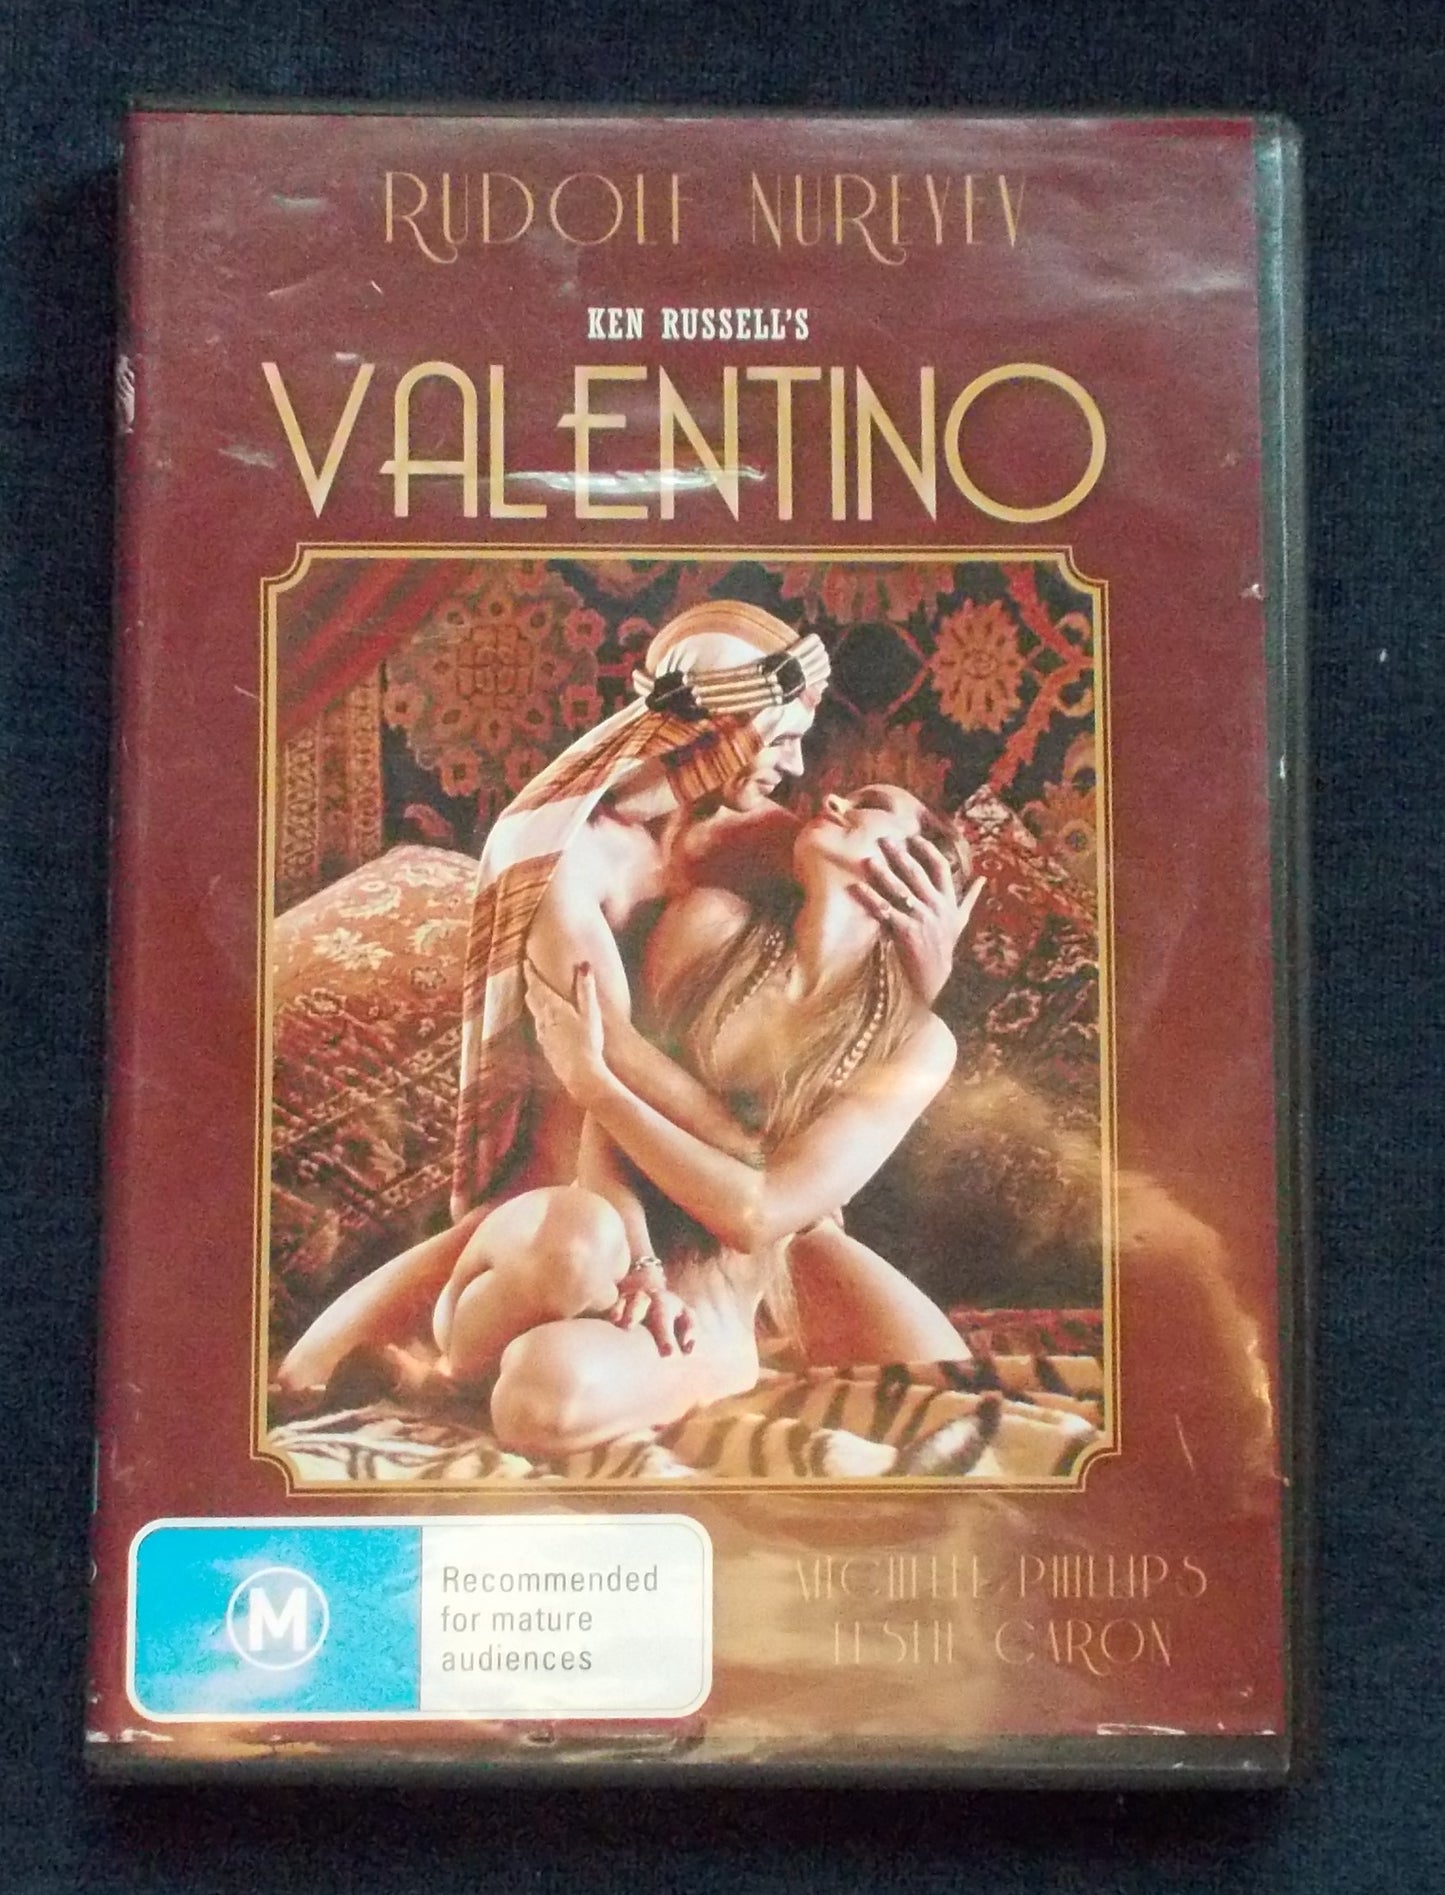 RUDOLF NUREYEV
KEN RUSSELL'S
VALENTINO
M
Recommended
for mature
audiences
MICHELLE PHILLIPS
LESLIE CARON